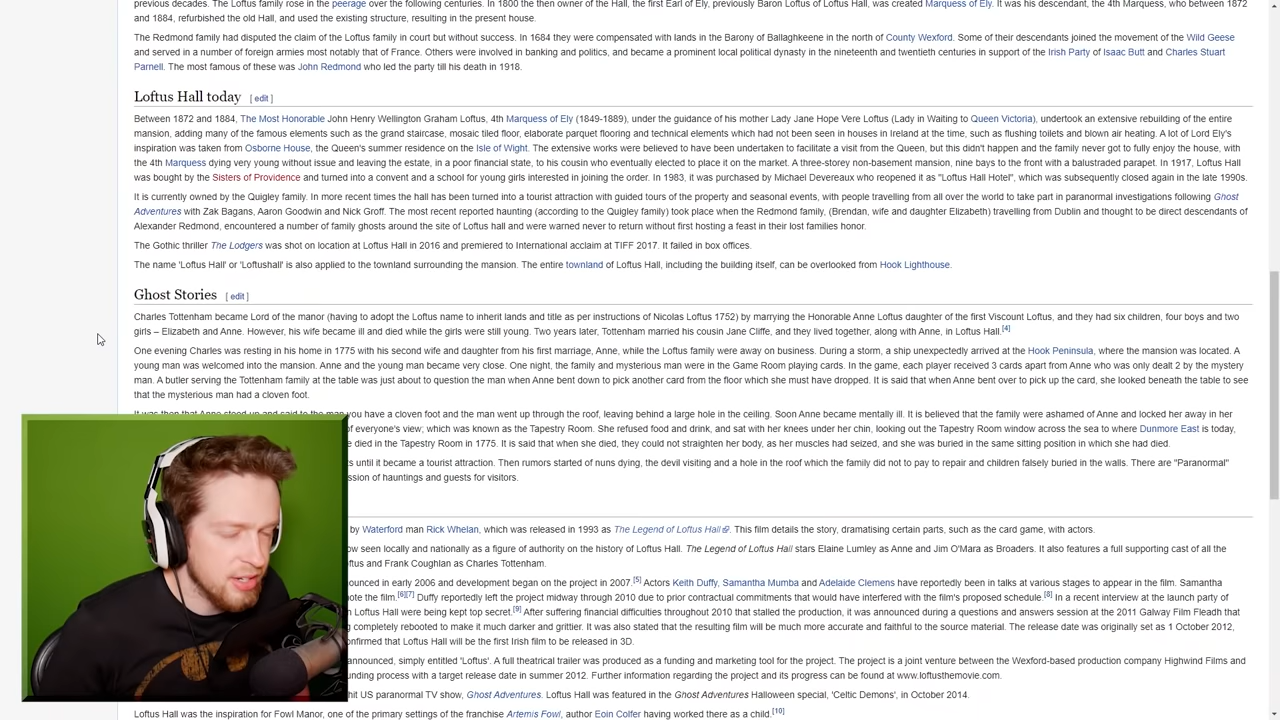 previous decades. The Loftus family rose in the peerage over the following centuries. In 1800 the then owner of the Hall, the first Earl of Ely, previously Baron Loftus of Loftus Hall, was created Marquess of Ely. It was his descendant, the 4th Marquess, who between 1872
and 1884, refurbished the old Hall, and used the existing structure, resulting in the present house.
The Redmond family had disputed the claim of the Loftus family in court but without success. In 1684 they were compensated with lands in the Barony of Ballaghkeene in the north of County Wexford. Some of their descendants joined the movement of the Wild Geese
and served in a number of foreign armies most notably that of France. Others were involved in banking and politics, and became a prominent local political dynasty in the nineteenth and twentieth centuries in support of the Irish Party of Isaac Butt and Charles Stuart
Parnell. The most famous of these was John Redmond who led the party till his death in 1918.
Loftus Hall today [ edit ]
Between 1872 and 1884, The Most Honorable John Henry Wellington Graham Loftus, 4th Marquess of Ely (1849-1889), under the guidance of his mother Lady Jane Hope Vere Loftus (Lady in Waiting to Queen Victoria), undertook an extensive rebuilding of the entire
mansion, adding many of the famous elements such as the grand staircase, mosaic tiled floor, elaborate parquet flooring and technical elements which had not been seen in houses in Ireland at the time, such as flushing toilets and blown air heating. A lot of Lord Ely's
inspiration was taken from Osborne House, the Queen's summer residence on the Isle of Wight. The extensive works were believed to have been undertaken to facilitate a visit from the Queen, but this didn't happen and the family never got to fully enjoy the house, with
the 4th Marquess dying very young without issue and leaving the estate, in a poor financial state, to his cousin who eventually elected to place it on the market. A three-storey non-basement mansion, nine bays to the front with a balustraded parapet. In 1917, Loftus Hall
was bought by the Sisters of Providence and turned into a convent and a school for young girls interested in joining the order. In 1983, it was purchased by Michael Devereaux who reopened it as "Loftus Hall Hotel", which was subsequently closed again in the late 1990s.
It is currently owned by the Quigley family. In more recent times the hall has been turned into a tourist attraction with guided tours of the property and seasonal events, with people travelling from all over the world to take part in paranormal investigations following Ghost
Adventures with Zak Bagans, Aaron Goodwin and Nick Groff. The most recent reported haunting (according to the Quigley family) took place when the Redmond family, (Brendan, wife and daughter Elizabeth) travelling from Dublin and thought to be direct descendants of
Alexander Redmond, encountered a number of family ghosts around the site of Loftus hall and were warned never to return without first hosting a feast in their lost families honor.
The Gothic thriller The Lodgers was shot on location at Loftus Hall in 2016 and premiered to International acclaim at TIFF 2017. It failed in box offices.
The name 'Loftus Hall' or 'Loftushall' is also applied to the townland surrounding the mansion. The entire townland of Loftus Hall, including the building itself, can be overlooked from Hook Lighthouse.
Ghost Stories [ edit ]
Charles Tottenham became Lord of the manor (having to adopt the Loftus name to inherit lands and title as per instructions of Nicolas Loftus 1752) by marrying the Honorable Anne Loftus daughter of the first Viscount Loftus, and they had six children, four boys and two
girls – Elizabeth and Anne. However, his wife became ill and died while the girls were still young. Two years later, Tottenham married his cousin Jane Cliffe, and they lived together, along with Anne, in Loftus Hall.[4]
One evening Charles was resting in his home in 1775 with his second wife and daughter from his first marriage, Anne, while the Loftus family were away on business. During a storm, a ship unexpectedly arrived at the Hook Peninsula, where the mansion was located. A
young man was welcomed into the mansion. Anne and the young man became very close. One night, the family and mysterious man were in the Game Room playing cards. In the game, each player received 3 cards apart from Anne who was only dealt 2 by the mystery
man. A butler serving the Tottenham family at the table was just about to question the man when Anne bent down to pick another card from the floor which she must have dropped. It is said that when Anne bent over to pick up the card, she looked beneath the table to see
that the mysterious man had a cloven foot.
It was then that Anne stood up and said to the man you have a cloven foot and the man went up through the roof, leaving behind a large hole in the ceiling. Soon Anne became mentally ill. It is believed that the family were ashamed of Anne and locked her away in her
of everyone's view; which was known as the Tapestry Room. She refused food and drink, and sat with her knees under her chin, looking out the Tapestry Room window across the sea to where Dunmore East is today,
e died in the Tapestry Room in 1775. It is said that when she died, they could not straighten her body, as her muscles had seized, and she was buried in the same sitting position in which she had died.
s until it became a tourist attraction. Then rumors started of nuns dying, the devil visiting and a hole in the roof which the family did not to pay to repair and children falsely buried in the walls. There are "Paranormal"
ssion of hauntings and guests for visitors.
by Waterford man Rick Whelan, which was released in 1993 as The Legend of Loftus Hall. This film details the story, dramatising certain parts, such as the card game, with actors.
ow seen locally and nationally as a figure of authority on the history of Loftus Hall. The Legend of Loftus Hall stars Elaine Lumley as Anne and Jim O'Mara as Broaders. It also features a full supporting cast of all the
oftus and Frank Coughlan as Charles Tottenham.
ounced in early 2006 and development began on the project in 2007.[5] Actors Keith Duffy, Samantha Mumba and Adelaide Clemens have reportedly been in talks at various stages to appear in the film. Samantha
ote the film.[6][7] Duffy reportedly left the project midway through 2010 due to prior contractual commitments that would have interfered with the film's proposed schedule.[8] In a recent interview at the launch party of
n Loftus Hall were being kept top secret.[9] After suffering financial difficulties throughout 2010 that stalled the production, it was announced during a questions and answers session at the 2011 Galway Film Fleadh that
g completely rebooted to make it much darker and grittier. It was also stated that the resulting film will be much more accurate and faithful to the source material. The release date was originally set as 1 October 2012,
onfirmed that Loftus Hall will be the first Irish film to be released in 3D.
announced, simply entitled 'Loftus'. A full theatrical trailer was produced as a funding and marketing tool for the project. The project is a joint venture between the Wexford-based production company Highwind Films and
unding process with a target release date in summer 2012. Further information regarding the project and its progress can be found at www.loftusthemovie.com.
hit US paranormal TV show, Ghost Adventures. Loftus Hall was featured in the Ghost Adventures Halloween special, 'Celtic Demons', in October 2014.
Loftus Hall was the inspiration for Fowl Manor, one of the primary settings of the franchise Artemis Fowl, author Eoin Colfer having worked there as a child.[10]